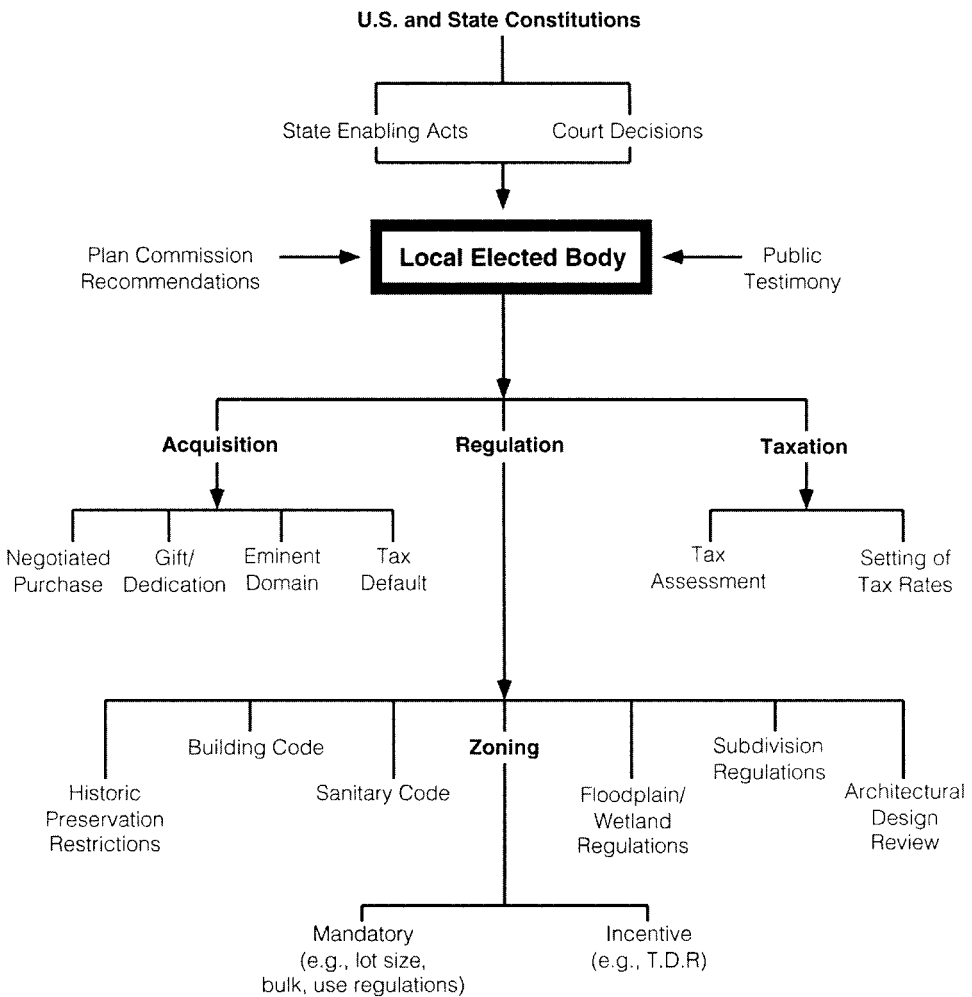 U.S. and State Constitutions
State Enabling Acts
Court Decisions
Plan Commission
Recommendations
Local Elected Body
Public
Testimony
Acquisition
Regulation
Taxation
Negotiated
Purchase
Gift/
Dedication
Eminent
Domain
Tax
Default
Tax
Assessment
Setting of
Tax Rates
Historic
Preservation
Restrictions
Building Code
Sanitary Code
Zoning
Floodplain/
Wetland
Regulations
Subdivision
Regulations
Architectural
Design
Review
Mandatory
(e.g., lot size,
bulk, use regulations)
Incentive
(e.g., T.D.R)